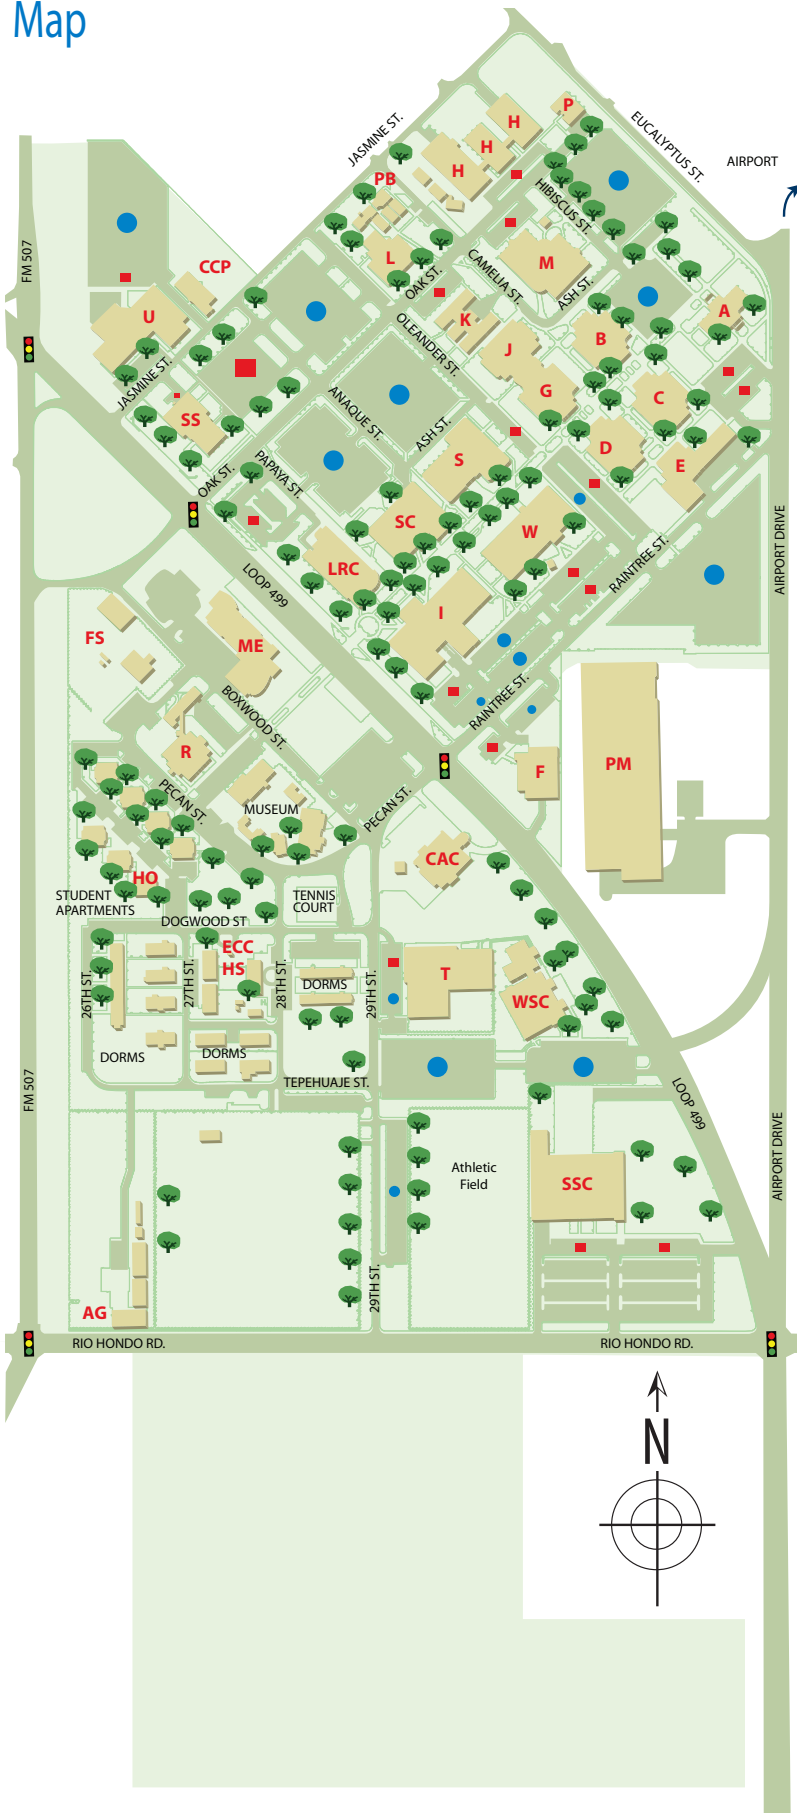 Map
JASMINE ST.
EUCALYPTUS ST.
P
H
H
H
AIRPORT
PB
HIBISCUS ST.
FM 507
CCP
L
OAK ST.
CAMELIA ST.
M
ASH ST.
U
K
OLEANDER ST.
A
B
J
JASMINE ST.
G
C
SS
ANAQUE ST.
ASH ST.
D
S
E
OAK ST.
PAPAYA ST.
SC
W
AIRPORT DRIVE
LRC
LOOP 499
RAINTREE ST.
I
FS
ME
BOXWOOD ST.
RAINTREE ST.
R
F
PM
PECAN ST.
MUSEUM
PECAN ST.
CAC
HO
STUDENT
APARTMENTS
TENNIS
COURT
DOGWOOD ST
ECC
HS
26TH ST.
27TH ST.
28TH ST.
DORMS
29TH ST.
T
WSC
DORMS
DORMS
TEPEHUAJE ST.
FM 507
LOOP 499
AIRPORT DRIVE
Athletic
Field
SSC
29TH ST.
AG
RIO HONDO RD.
RIO HONDO RD.
N